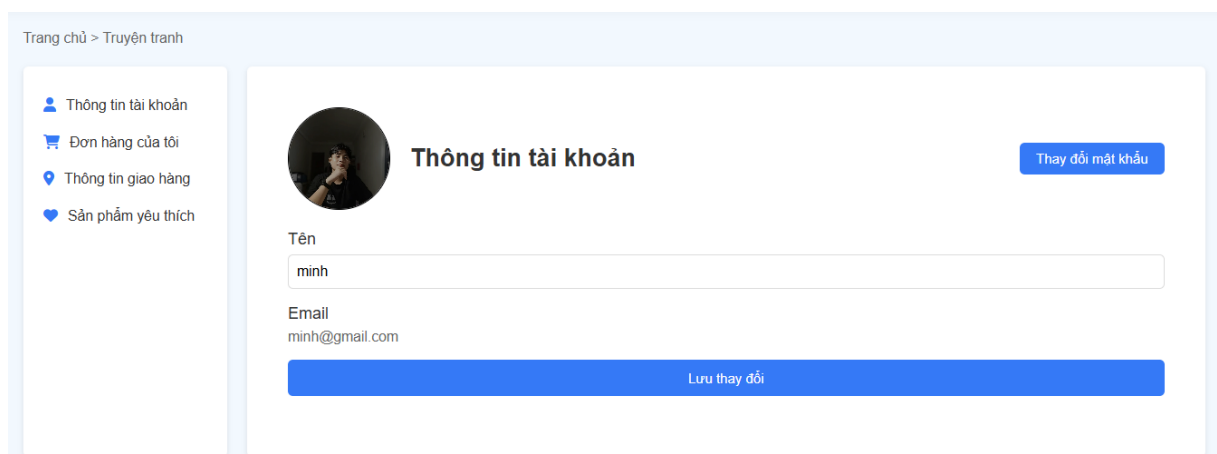 Trang chủ > Truyện tranh
Thông tin tài khoản
Đơn hàng của tôi
Thông tin giao hàng
Sản phẩm yêu thích
Thông tin tài khoản
Thay đổi mật khẩu
Tên
minh
Email
minh@gmail.com
Lưu thay đổi